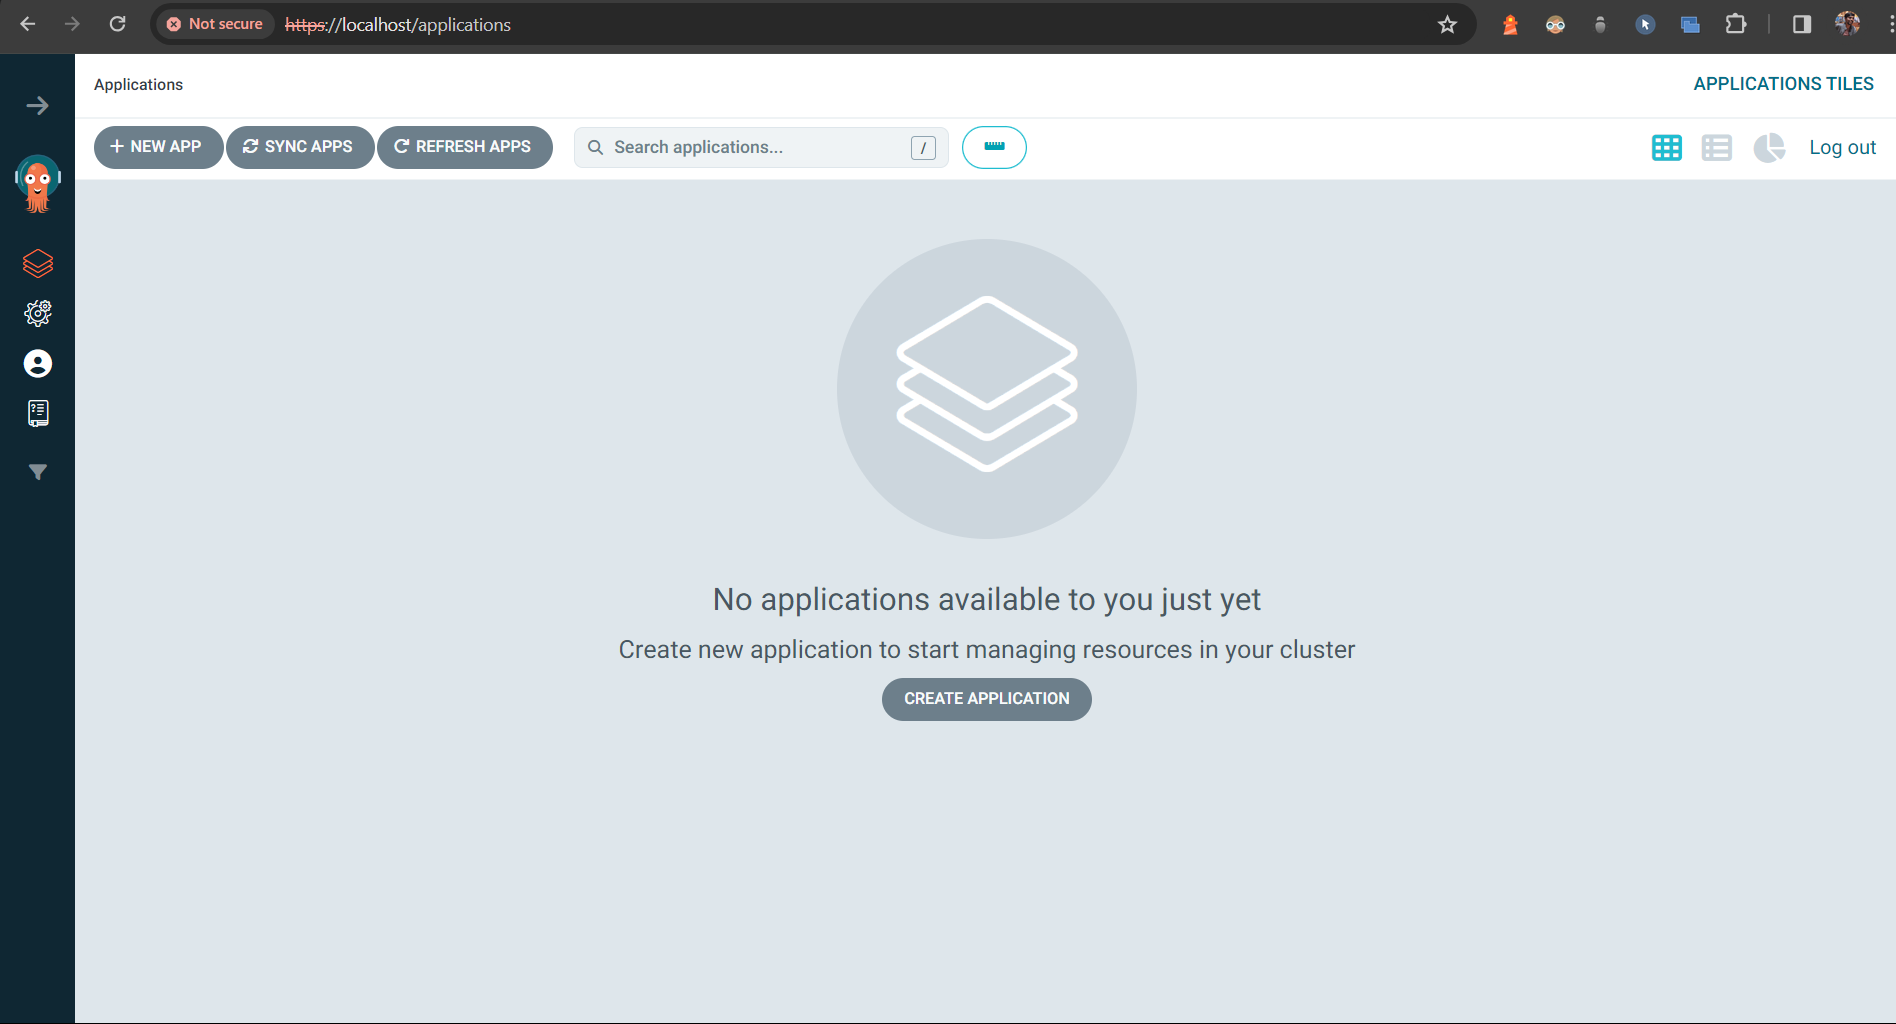 Not secure https://localhost/applications
Applications
APPLICATIONS TILES
NEW APP SYNC APPS REFRESH APPS Search applications... / Log out
No applications available to you just yet
Create new application to start managing resources in your cluster
CREATE APPLICATION